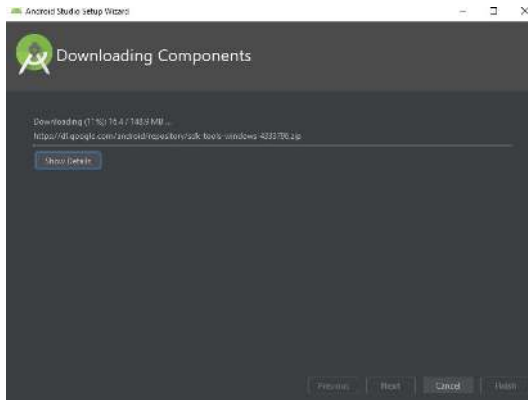 Android Studio Setup Wizard
Downloading Components
Downloading (11%) 16.4 / 148.9 MB ...
https://dl.google.com/android/repository/sdk-tools-windows-4333796.zip
Show Details
Previous Next Cancel Finish